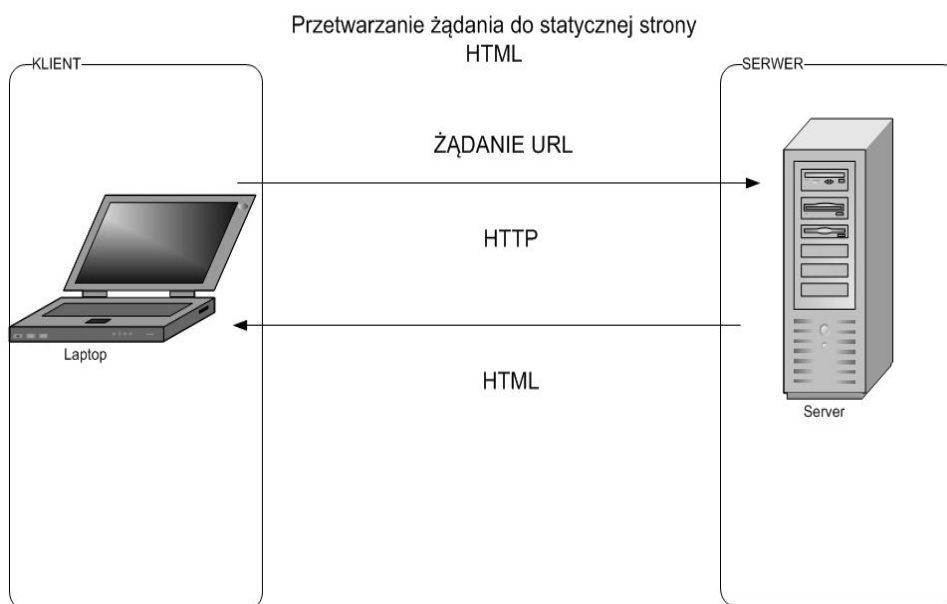 Przetwarzanie żądania do statycznej strony
HTML
KLIENT
SERWER
ŻĄDANIE URL
HTTP
Laptop
HTML
Server